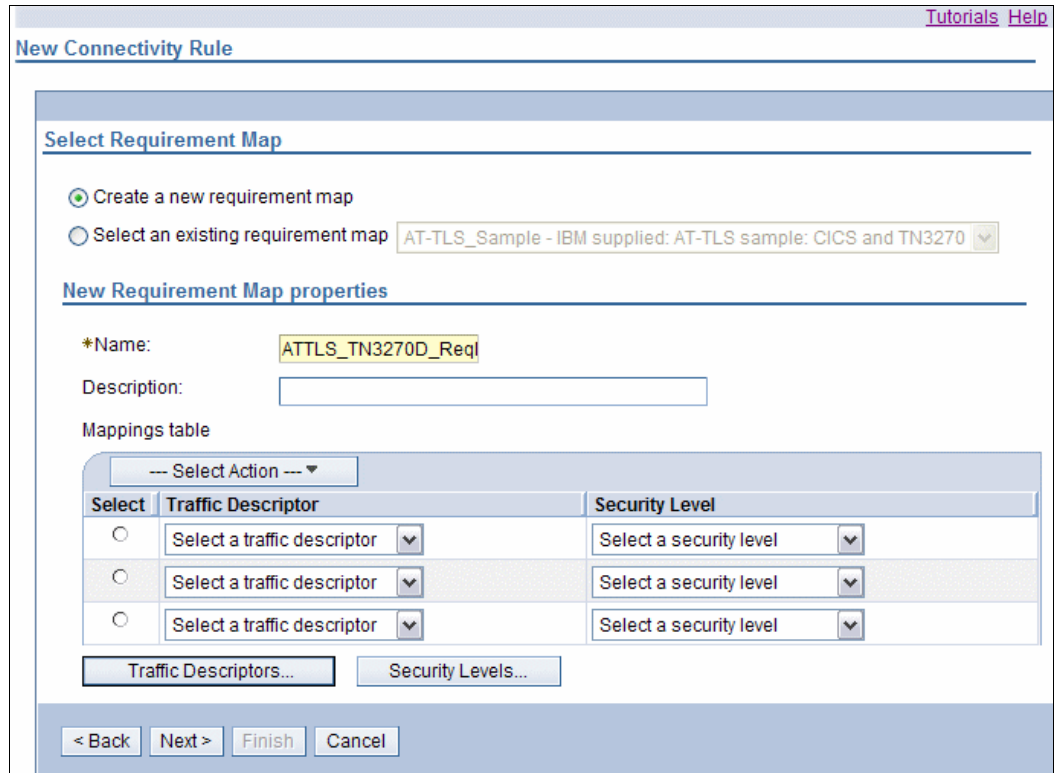 Tutorials Help
New Connectivity Rule
Select Requirement Map
Create a new requirement map
Select an existing requirement map AT-TLS_Sample - IBM supplied: AT-TLS sample: CICS and TN3270
New Requirement Map properties
*Name: ATTLS_TN3270D_Reql
Description:
Mappings table
--- Select Action ---
Select Traffic Descriptor Security Level
Select a traffic descriptor Select a security level
Select a traffic descriptor Select a security level
Select a traffic descriptor Select a security level
Traffic Descriptors... Security Levels...
< Back Next > Finish Cancel